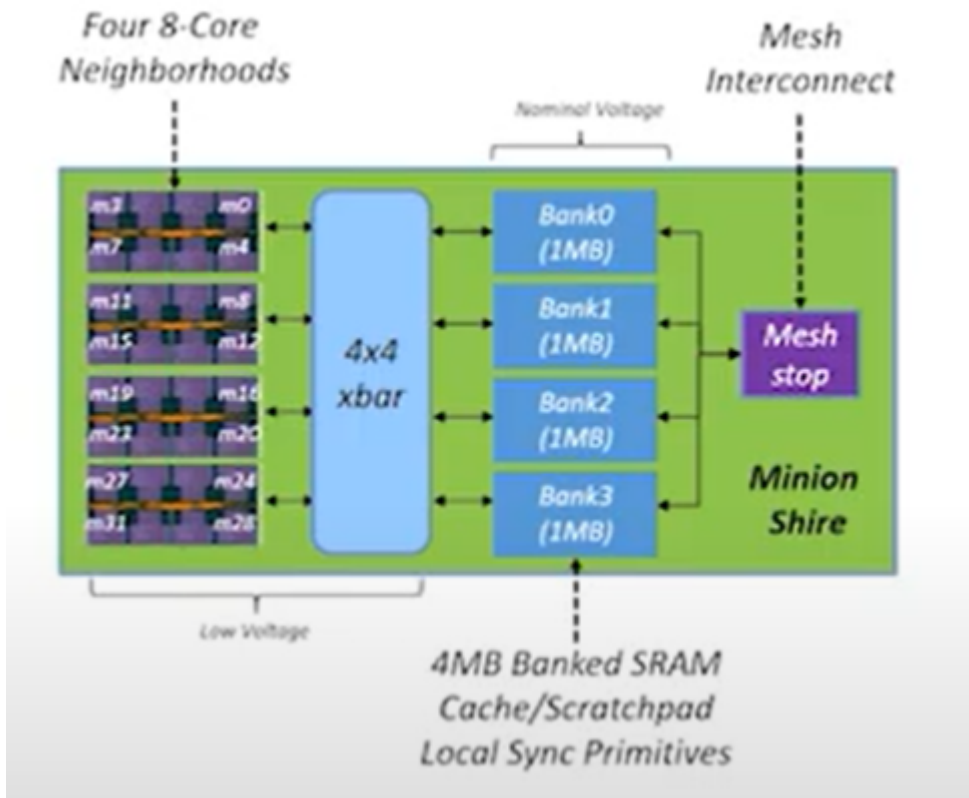 Four 8-Core
Neighborhoods
Mesh
Interconnect
Nominal Voltage
m3 m0
m7 m4
m11 m8
m15 m12
m19 m16
m23 m20
m27 m24
m31 m28
4x4
xbar
Bank0
(1MB)
Bank1
(1MB)
Bank2
(1MB)
Bank3
(1MB)
Mesh
stop
Minion
Shire
Low Voltage
4MB Banked SRAM
Cache/Scratchpad
Local Sync Primitives